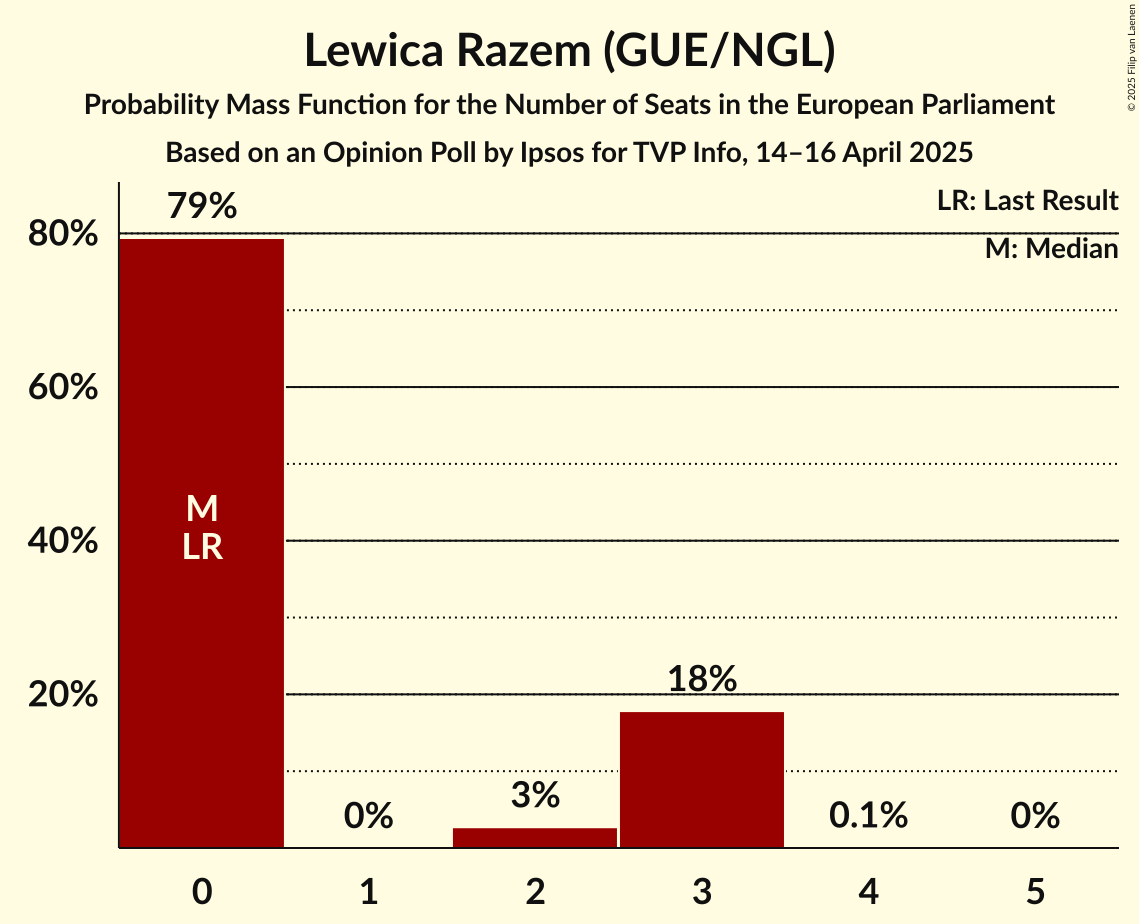 Lewica Razem (GUE/NGL)
Probability Mass Function for the Number of Seats in the European Parliament
Based on an Opinion Poll by Ipsos for TVP Info, 14–16 April 2025
© 2025 Filip van Laenen
LR: Last Result
M: Median
80%
60%
40%
20%
79%
M
LR
0%
3%
18%
0.1%
0%
0
1
2
3
4
5